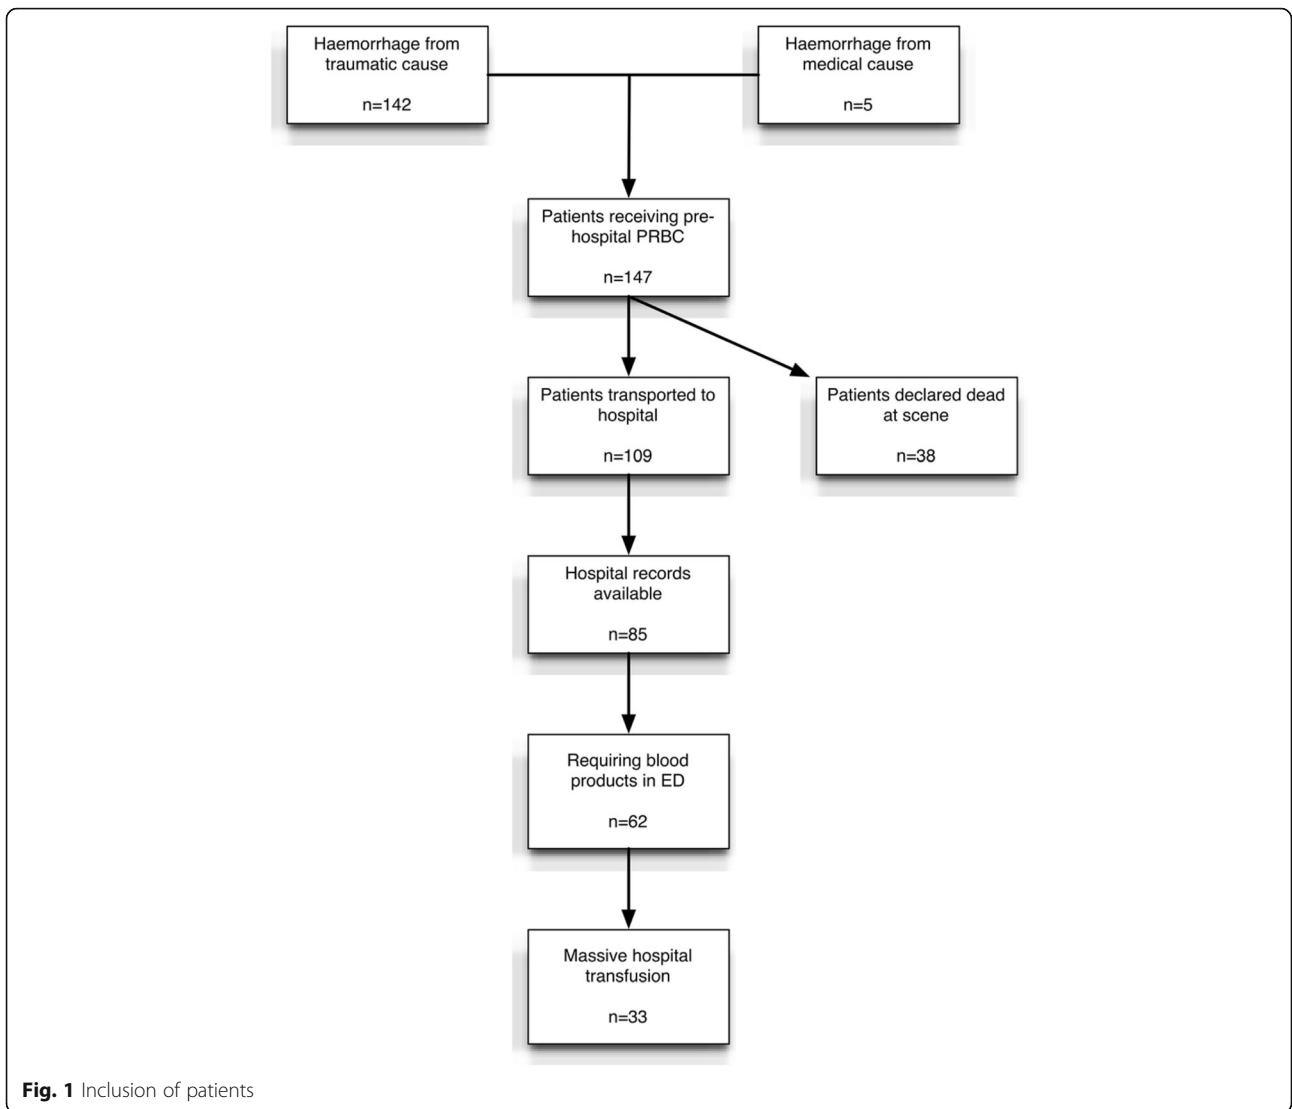 Haemorrhage from
traumatic cause
n=142
Haemorrhage from
medical cause
n=5
Patients receiving pre-
hospital PRBC
n=147
Patients transported to
hospital
n=109
Patients declared dead
at scene
n=38
Hospital records
available
n=85
Requiring blood
products in ED
n=62
Massive hospital
transfusion
n=33
Fig. 1 Inclusion of patients